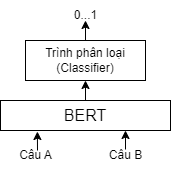 0...1
Trình phân loại
(Classifier)
BERT
Câu A
Câu B